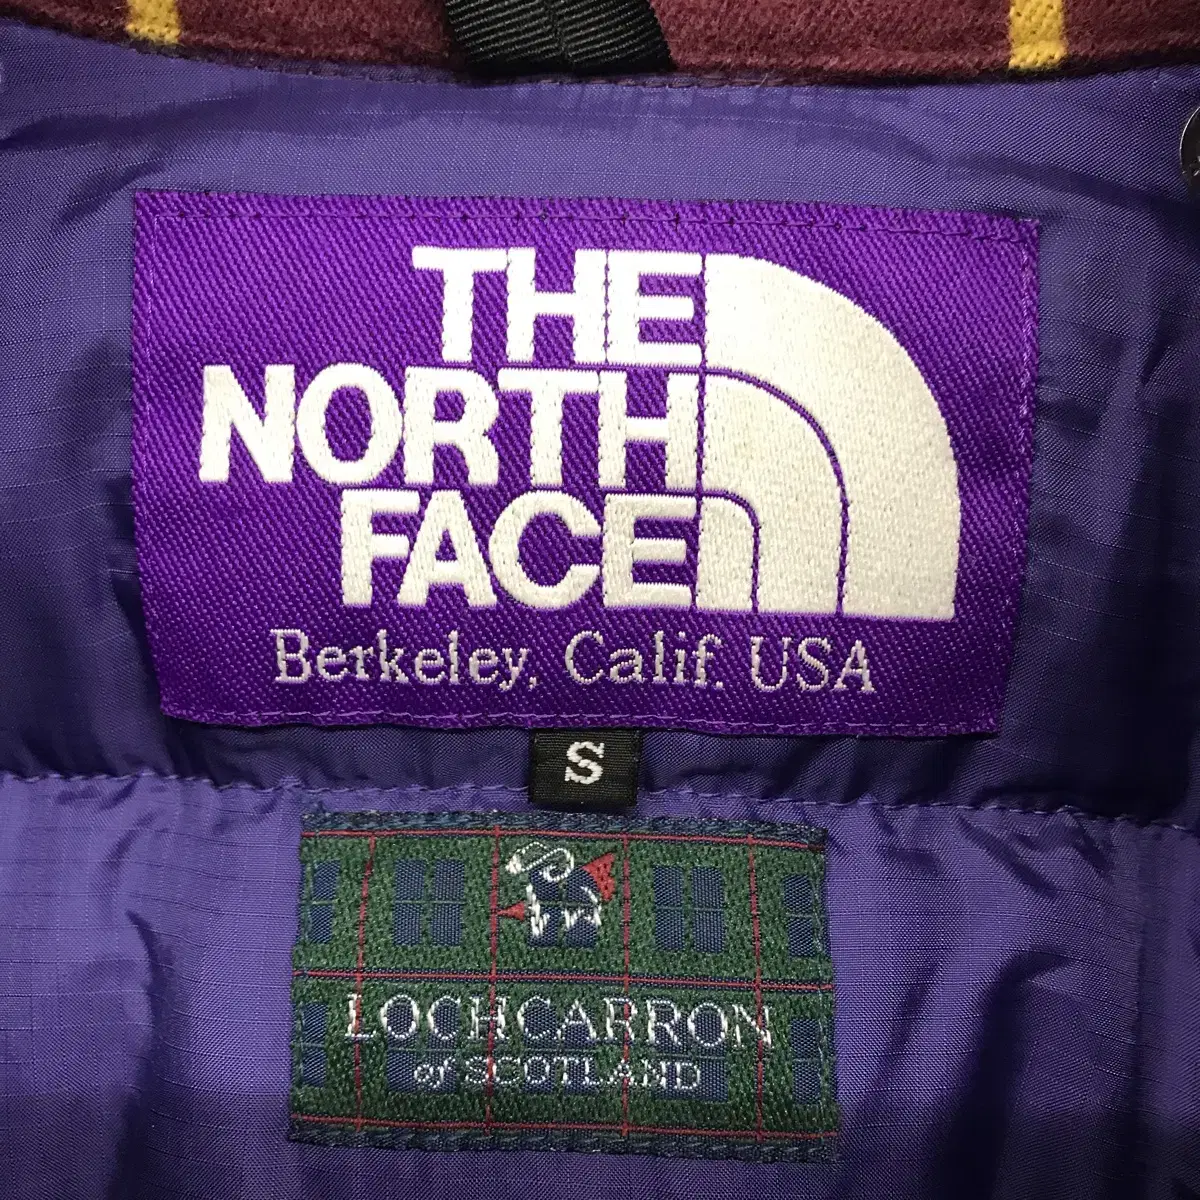 THE
NORTH
FACE
Berkeley, Calif. USA
S
LOCHCARRON
of SCOTLAND